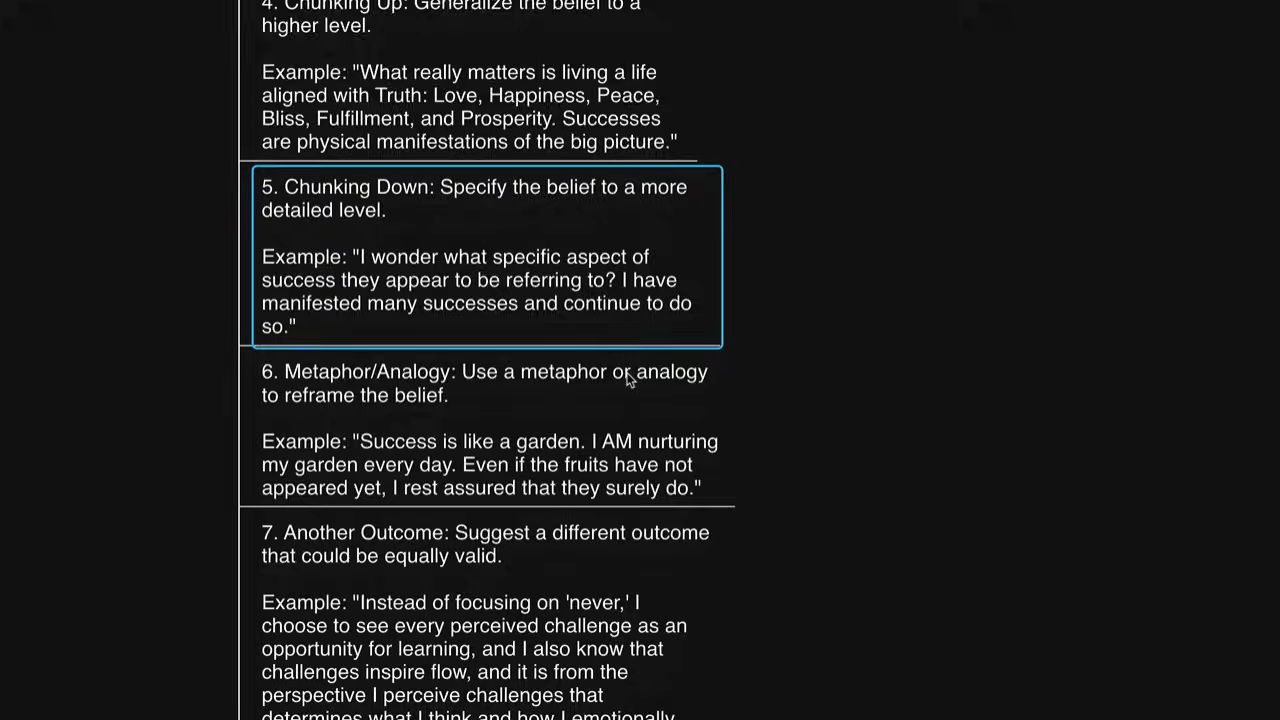 4. Chunking Up: Generalize the belief to a
higher level.
Example: "What really matters is living a life
aligned with Truth: Love, Happiness, Peace,
Bliss, Fulfillment, and Prosperity. Successes
are physical manifestations of the big picture."
5. Chunking Down: Specify the belief to a more
detailed level.
Example: "I wonder what specific aspect of
success they appear to be referring to? I have
manifested many successes and continue to do
so."
6. Metaphor/Analogy: Use a metaphor or analogy
to reframe the belief.
Example: "Success is like a garden. I AM nurturing
my garden every day. Even if the fruits have not
appeared yet, I rest assured that they surely do."
7. Another Outcome: Suggest a different outcome
that could be equally valid.
Example: "Instead of focusing on 'never,' I
choose to see every perceived challenge as an
opportunity for learning, and I also know that
challenges inspire flow, and it is from the
perspective I perceive challenges that
determines what I think and how I emotionally